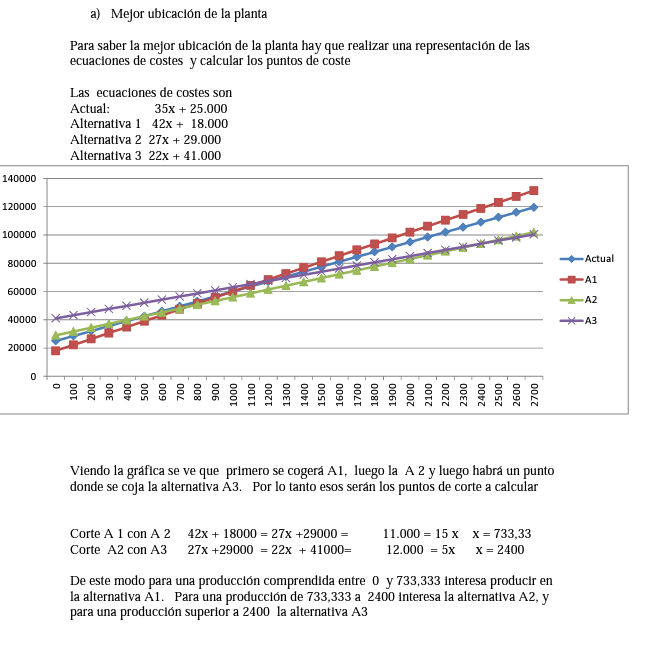 a) Mejor ubicación de la planta
Para saber la mejor ubicación de la planta hay que realizar una representación de las
ecuaciones de costes y calcular los puntos de coste
Las ecuaciones de costes son
Actual: 35x + 25.000
Alternativa 1 42x + 18.000
Alternativa 2 27x + 29.000
Alternativa 3 22x + 41.000
140000
120000
100000
80000
60000
40000
20000
0
0 100 200 300 400 500 600 700 800 900 1000 1100 1200 1300 1400 1500 1600 1700 1800 1900 2000 2100 2200 2300 2400 2500 2600 2700
Actual
A1
A2
A3
Viendo la gráfica se ve que primero se cogerá A1, luego la A 2 y luego habrá un punto
donde se coja la alternativa A3. Por lo tanto esos serán los puntos de corte a calcular
Corte A 1 con A 2 42x + 18000 = 27x +29000 = 11.000 = 15 x x = 733,33
Corte A2 con A3 27x +29000 = 22x + 41000= 12.000 = 5x x = 2400
De este modo para una producción comprendida entre 0 y 733,333 interesa producir en
la alternativa A1. Para una producción de 733,333 a 2400 interesa la alternativa A2, y
para una producción superior a 2400 la alternativa A3